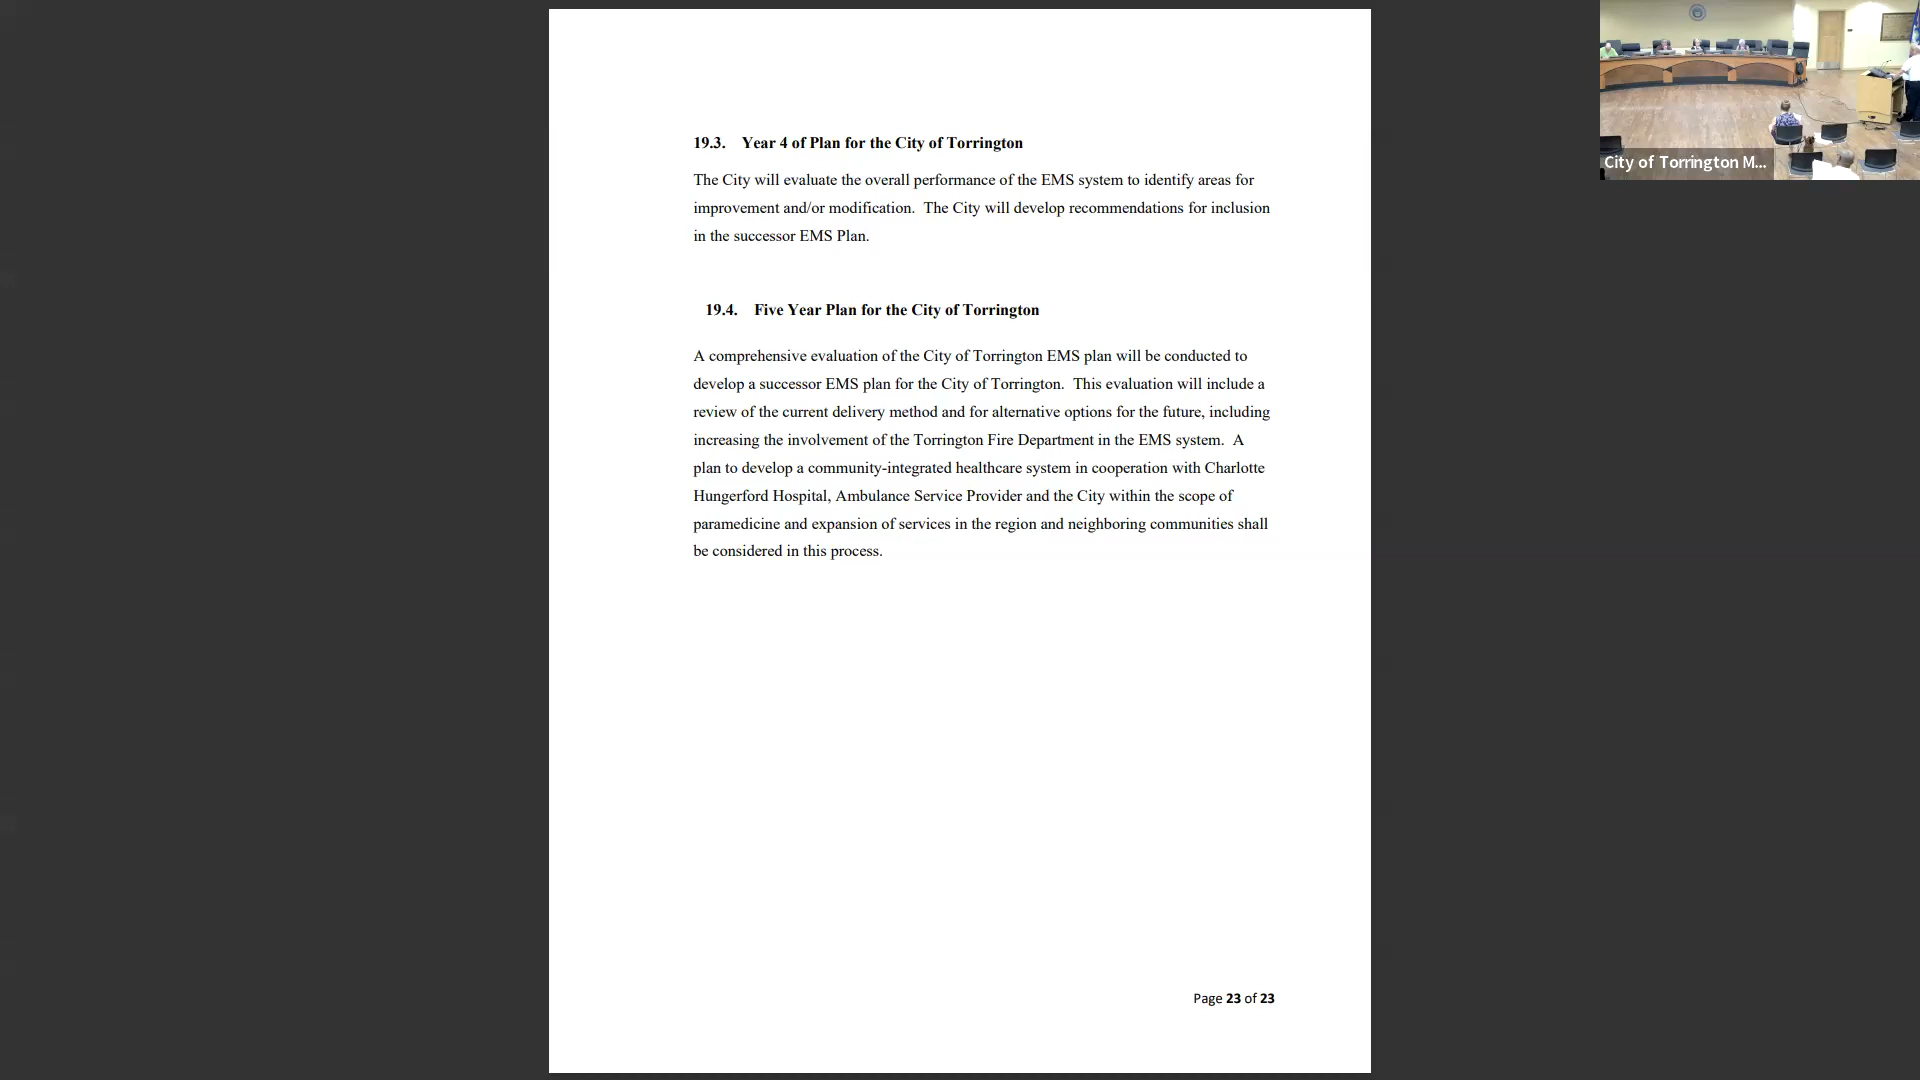 19.3. Year 4 of Plan for the City of Torrington
The City will evaluate the overall performance of the EMS system to identify areas for
improvement and/or modification. The City will develop recommendations for inclusion
in the successor EMS Plan.
19.4. Five Year Plan for the City of Torrington
A comprehensive evaluation of the City of Torrington EMS plan will be conducted to
develop a successor EMS plan for the City of Torrington. This evaluation will include a
review of the current delivery method and for alternative options for the future, including
increasing the involvement of the Torrington Fire Department in the EMS system. A
plan to develop a community-integrated healthcare system in cooperation with Charlotte
Hungerford Hospital, Ambulance Service Provider and the City within the scope of
paramedicine and expansion of services in the region and neighboring communities shall
be considered in this process.
Page 23 of 23
City of Torrington M...